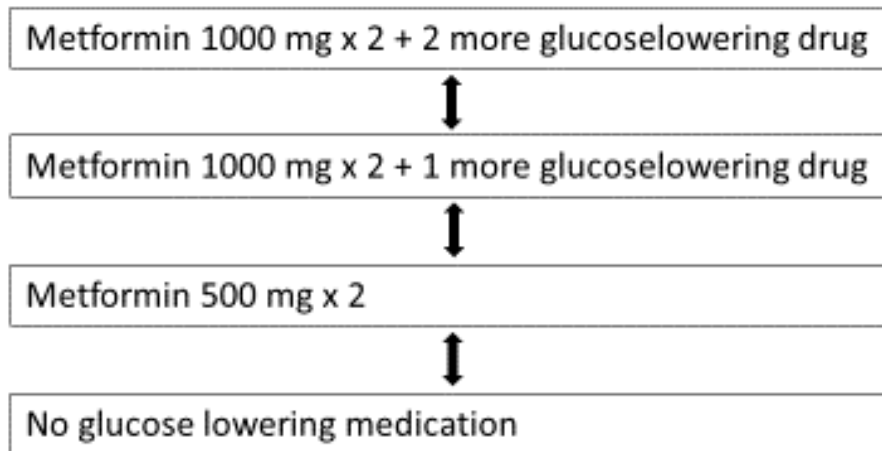 Metformin 1000 mg x 2 + 2 more glucoselowering drug
Metformin 1000 mg x 2 + 1 more glucoselowering drug
Metformin 500 mg x 2
No glucose lowering medication